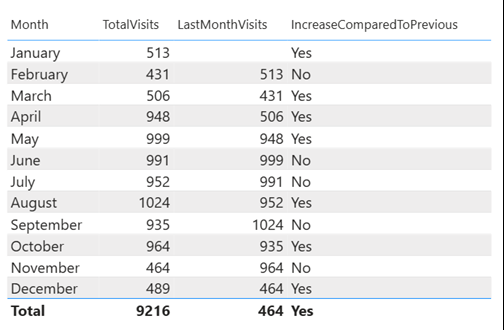 Month TotalVisits LastMonthVisits IncreaseComparedToPrevious
January 513 Yes
February 431 513 No
March 506 431 Yes
April 948 506 Yes
May 999 948 Yes
June 991 999 No
July 952 991 No
August 1024 952 Yes
September 935 1024 No
October 964 935 Yes
November 464 964 No
December 489 464 Yes
Total 9216 464 Yes